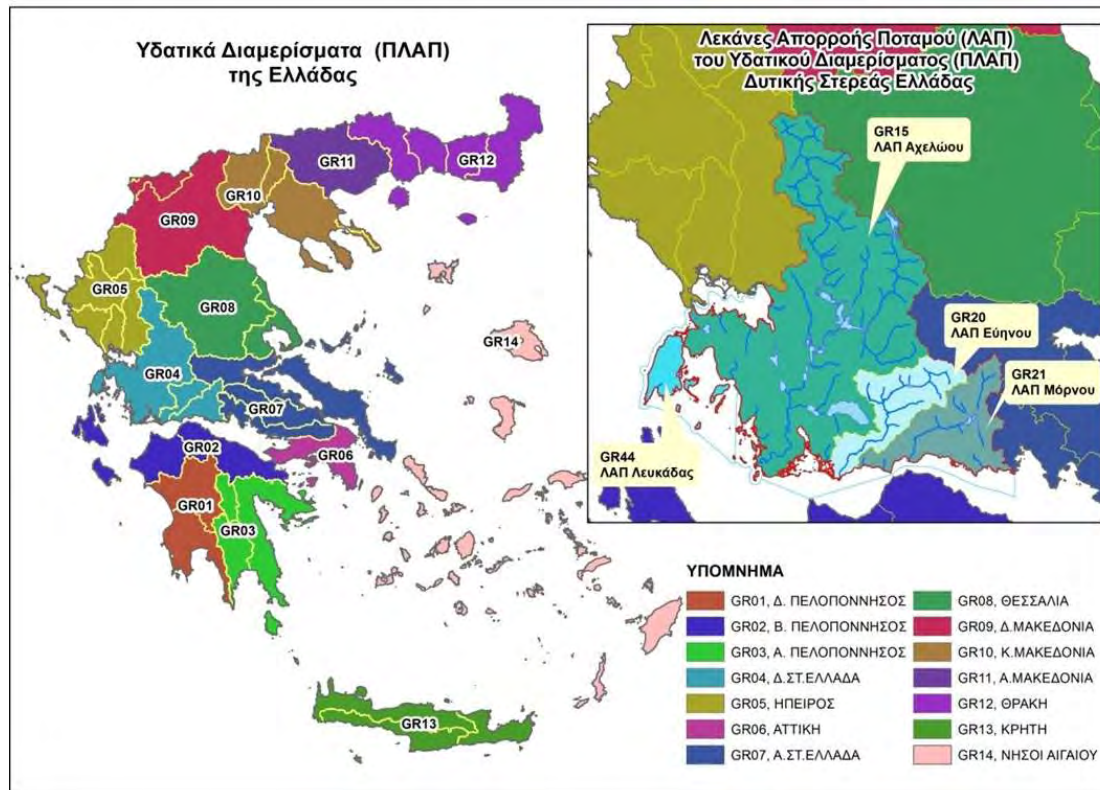 Υδατικά Διαμερίσματα (ΠΛΑΠ)
της Ελλάδας
GR12
GR11
GR10
GR09
GR05
GR08
GR14
GR04
GR07
GR02
GR06
GR01
GR03
GR13
Λεκάνες Απορροής Ποταμού (ΛΑΠ)
του Υδατικού Διαμερίσματος (ΠΛΑΠ)
Δυτικής Στερεάς Ελλάδας
GR15
ΛΑΠ Αχελώου
GR20
ΛΑΠ Εύηνου
GR21
ΛΑΠ Μόρνου
GR44
ΛΑΠ Λευκάδας
ΥΠΟΜΝΗΜΑ
GR01, Δ. ΠΕΛΟΠΟΝΝΗΣΟΣ
GR02, Β. ΠΕΛΟΠΟΝΝΗΣΟΣ
GR03, Α. ΠΕΛΟΠΟΝΝΗΣΟΣ
GR04, Δ.ΣΤ.ΕΛΛΑΔΑ
GR05, ΗΠΕΙΡΟΣ
GR06, ΑΤΤΙΚΗ
GR07, Α.ΣΤ.ΕΛΛΑΔΑ
GR08, ΘΕΣΣΑΛΙΑ
GR09, Δ.ΜΑΚΕΔΟΝΙΑ
GR10, Κ.ΜΑΚΕΔΟΝΙΑ
GR11, Α.ΜΑΚΕΔΟΝΙΑ
GR12, ΘΡΑΚΗ
GR13, ΚΡΗΤΗ
GR14, ΝΗΣΟΙ ΑΙΓΑΙΟΥ